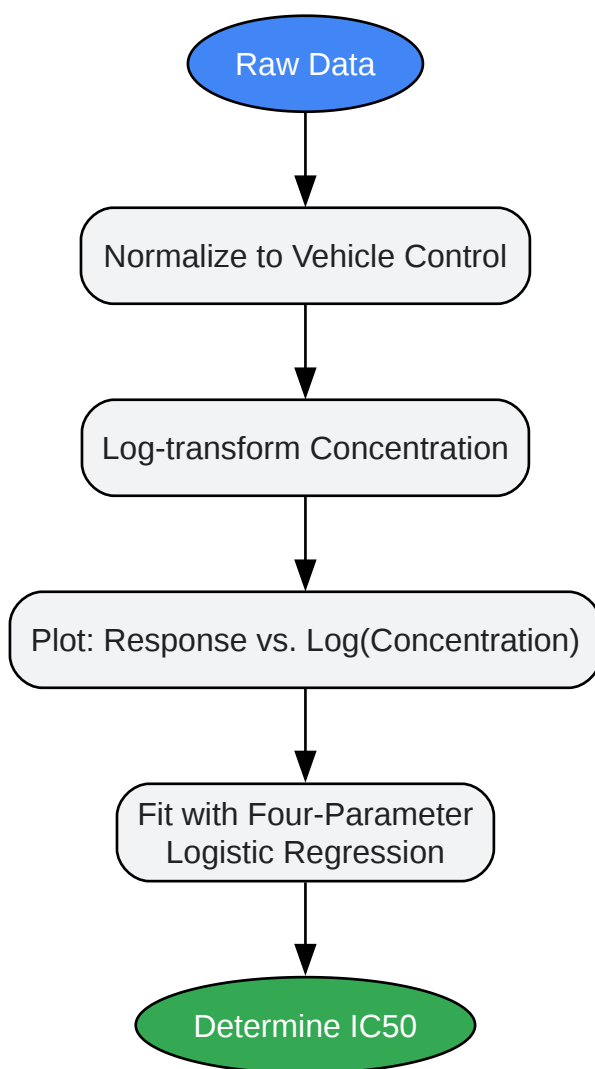 Raw Data
Normalize to Vehicle Control
Log-transform Concentration
Plot: Response vs. Log(Concentration)
Fit with Four-Parameter
Logistic Regression
Determine IC50